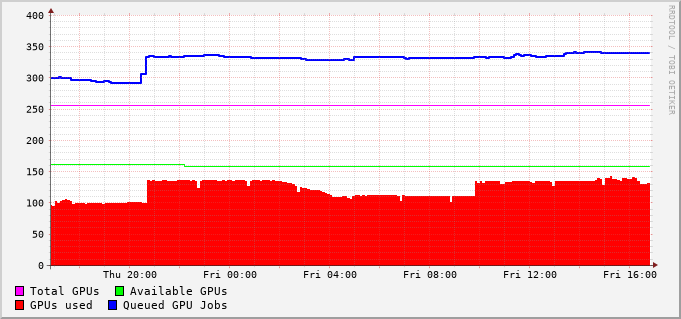 400
350
300
250
200
150
100
50
0
Thu 20:00 Fri 00:00 Fri 04:00 Fri 08:00 Fri 12:00 Fri 16:00
Total GPUs Available GPUs
GPUs used Queued GPU Jobs
RRDTOOL / TOBI OETIKER